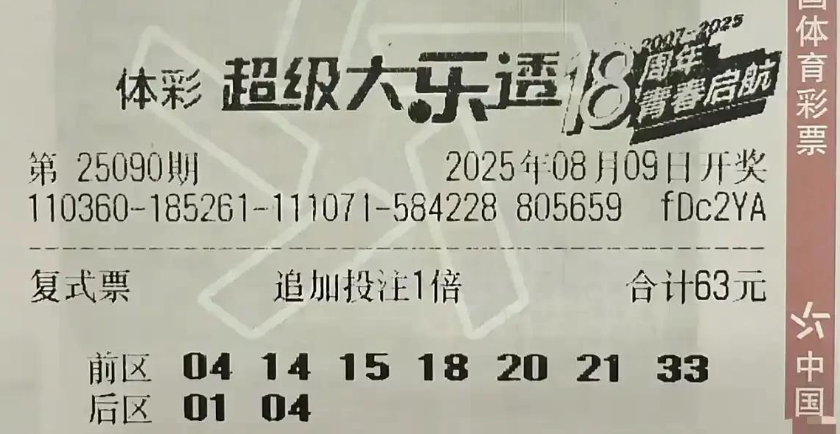 2007-2025
体彩 超级大乐透 18周年
青春启航
第 25090期 2025年08月09日开奖
110360-185261-111071-584228 805659 fDc2YA
复式票 追加投注1倍 合计63元
前区 04 14 15 18 20 21 33
后区 01 04
国体育彩票
中国